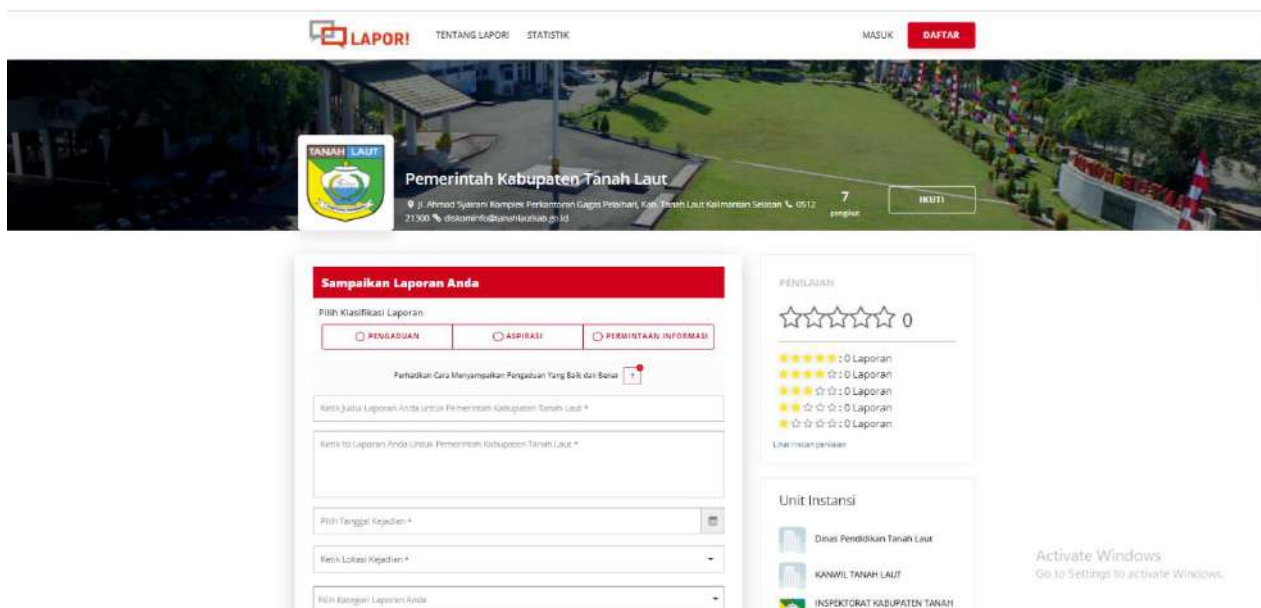 LAPOR!
TENTANG LAPOR! STATISTIK
MASUK DAFTAR
TANAH LAUT
Pemerintah Kabupaten Tanah Laut
Jl. Ahmad Syairani Komplek Perkantoran Gagas Pelaihari, Kab. Tanah Laut Kalimantan Selatan 0512
21300 diskominfo@tanahlautkab.go.id
7
pengikut
IKUTI
Sampaikan Laporan Anda
Pilih Klasifikasi Laporan
PENGADUAN ASPIRASI PERMINTAAN INFORMASI
Perhatikan Cara Menyampaikan Pengaduan Yang Baik dan Benar ?
Ketik Judul Laporan Anda untuk Pemerintah Kabupaten Tanah Laut *
Ketik Isi Laporan Anda Untuk Pemerintah Kabupaten Tanah Laut *
Pilih Tanggal Kejadian *
Ketik Lokasi Kejadian *
Pilih Kategori Laporan Anda
PENILAIAN
0
: 0 Laporan
: 0 Laporan
: 0 Laporan
: 0 Laporan
: 0 Laporan
Lihat rincian penilaian
Unit Instansi
Dinas Pendidikan Tanah Laut
KANWIL TANAH LAUT
INSPEKTORAT KABUPATEN TANAH
Activate Windows
Go to Settings to activate Windows.